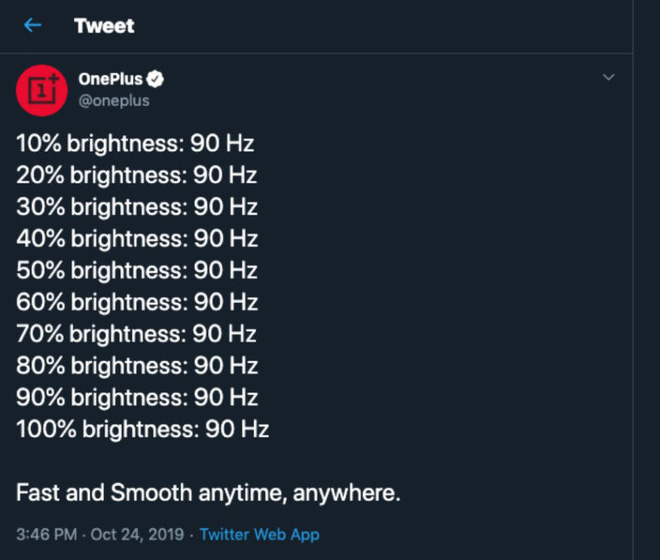 Tweet
OnePlus
@oneplus
10% brightness: 90 Hz
20% brightness: 90 Hz
30% brightness: 90 Hz
40% brightness: 90 Hz
50% brightness: 90 Hz
60% brightness: 90 Hz
70% brightness: 90 Hz
80% brightness: 90 Hz
90% brightness: 90 Hz
100% brightness: 90 Hz
Fast and Smooth anytime, anywhere.
3:46 PM · Oct 24, 2019 · Twitter Web App